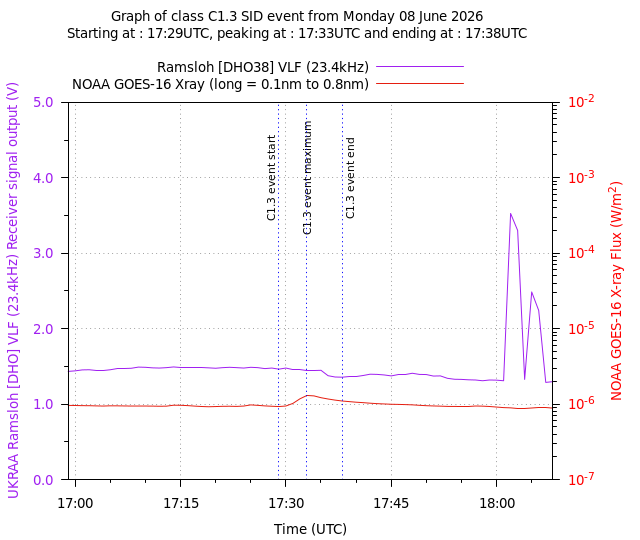 Graph of class C1.3 SID event from Monday 08 June 2026
Starting at : 17:29UTC, peaking at : 17:33UTC and ending at : 17:38UTC
Ramsloh [DHO38] VLF (23.4kHz)
NOAA GOES-16 Xray (long = 0.1nm to 0.8nm)
UKRAA Ramsloh [DHO] VLF (23.4kHz) Receiver signal output (V)
5.0
4.0
3.0
2.0
1.0
0.0
C1.3 event start
C1.3 event maximum
C1.3 event end
10^-2
10^-3
10^-4
10^-5
10^-6
10^-7
NOAA GOES-16 X-ray Flux (W/m²)
17:00 17:15 17:30 17:45 18:00
Time (UTC)